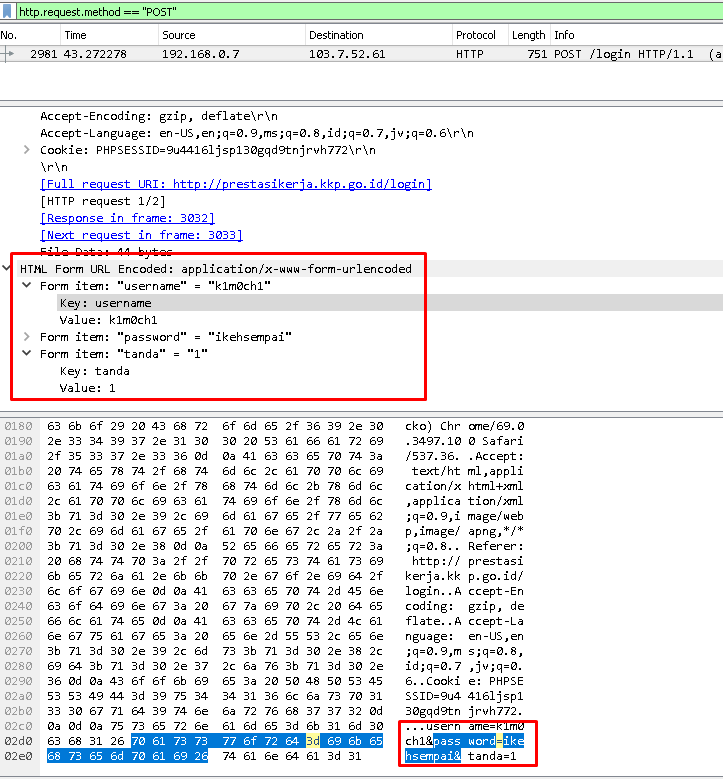 http.request.method == "POST"
No. Time Source Destination Protocol Length Info
2981 43.272278 192.168.0.7 103.7.52.61 HTTP 751 POST /login HTTP/1.1 (a
Accept-Encoding: gzip, deflate\r\n
Accept-Language: en-US,en;q=0.9,ms;q=0.8,id;q=0.7,jv;q=0.6\r\n
Cookie: PHPSESSID=9u4416ljsp130gqd9tnjrvh772\r\n
\r\n
[Full request URI: http://prestasikerja.kkp.go.id/login]
[HTTP request 1/2]
[Response in frame: 3032]
[Next request in frame: 3033]
File Data: 44 bytes
HTML Form URL Encoded: application/x-www-form-urlencoded
Form item: "username" = "k1m0ch1"
Key: username
Value: k1m0ch1
Form item: "password" = "ikehsempai"
Form item: "tanda" = "1"
Key: tanda
Value: 1
0180 63 6b 6f 29 20 43 68 72 6f 6d 65 2f 36 39 2e 30 cko) Chr ome/69.0
0190 2e 33 34 39 37 2e 31 30 30 20 53 61 66 61 72 69 .3497.10 0 Safari
01a0 2f 35 33 37 2e 33 36 0d 0a 41 63 63 65 70 74 3a /537.36. .Accept:
01b0 20 74 65 78 74 2f 68 74 6d 6c 2c 61 70 70 6c 69 text/ht ml,appli
01c0 63 61 74 69 6f 6e 2f 78 68 74 6d 6c 2b 78 6d 6c cation/x html+xml
01d0 2c 61 70 70 6c 69 63 61 74 69 6f 6e 2f 78 6d 6c ,applica tion/xml
01e0 3b 71 3d 30 2e 39 2c 69 6d 61 67 65 2f 77 65 62 ;q=0.9,i mage/web
01f0 70 2c 69 6d 61 67 65 2f 61 70 6e 67 2c 2a 2f 2a p,image/ apng,*/*
0200 3b 71 3d 30 2e 38 0d 0a 52 65 66 65 72 65 72 3a ;q=0.8.. Referer:
0210 20 68 74 74 70 3a 2f 2f 70 72 65 73 74 61 73 69 http:// prestasi
0220 6b 65 72 6a 61 2e 6b 6b 70 2e 67 6f 2e 69 64 2f kerja.kk p.go.id/
0230 6c 6f 67 69 6e 0d 0a 41 63 63 65 70 74 2d 45 6e login..A ccept-En
0240 63 6f 64 69 6e 67 3a 20 67 7a 69 70 2c 20 64 65 coding: gzip, de
0250 66 6c 61 74 65 0d 0a 41 63 63 65 70 74 2d 4c 61 flate..A ccept-La
0260 6e 67 75 61 67 65 3a 20 65 6e 2d 55 53 2c 65 6e nguage: en-US,en
0270 3b 71 3d 30 2e 39 2c 6d 73 3b 71 3d 30 2e 38 2c ;q=0.9,m s;q=0.8,
0280 69 64 3b 71 3d 30 2e 37 2c 6a 76 3b 71 3d 30 2e id;q=0.7 ,jv;q=0.
0290 36 0d 0a 43 6f 6f 6b 69 65 3a 20 50 48 50 53 45 6..Cooki e: PHPSE
02a0 53 53 49 44 3d 39 75 34 34 31 36 6c 6a 73 70 31 SSID=9u4 416ljsp1
02b0 33 30 67 71 64 39 74 6e 6a 72 76 68 37 37 32 0d 30gqd9tn jrvh772.
02c0 0a 0d 0a 75 73 65 72 6e 61 6d 65 3d 6b 31 6d 30 ...usern ame=k1m0
02d0 63 68 31 26 70 61 73 73 77 6f 72 64 3d 69 6b 65 ch1&pass word=ike
02e0 68 73 65 6d 70 61 69 26 74 61 6e 64 61 3d 31 hsempai& tanda=1